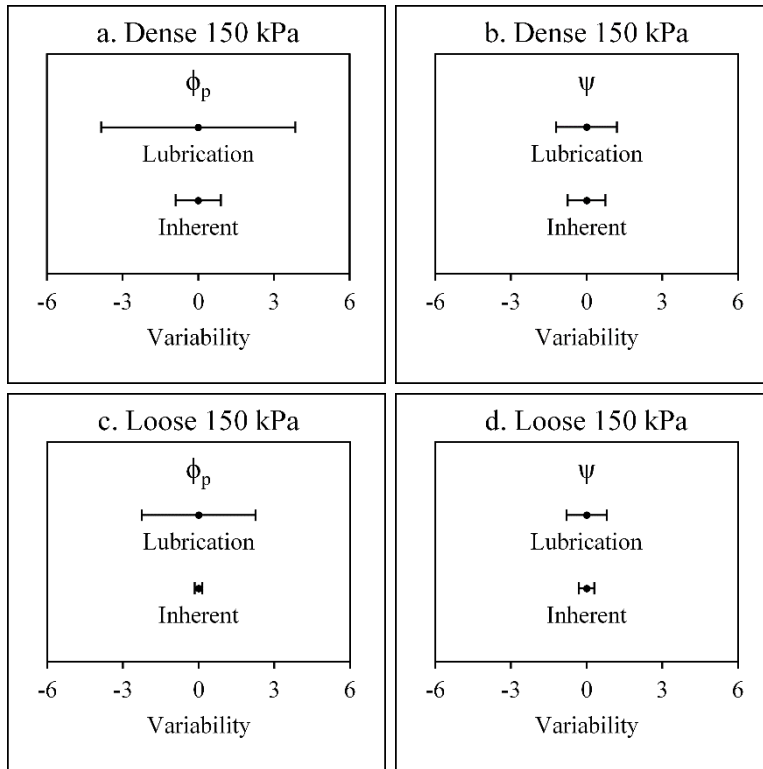 a. Dense 150 kPa
ϕp
Lubrication
Inherent
-6 -3 0 3 6
Variability
b. Dense 150 kPa
ψ
Lubrication
Inherent
-6 -3 0 3 6
Variability
c. Loose 150 kPa
ϕp
Lubrication
Inherent
-6 -3 0 3 6
Variability
d. Loose 150 kPa
ψ
Lubrication
Inherent
-6 -3 0 3 6
Variability